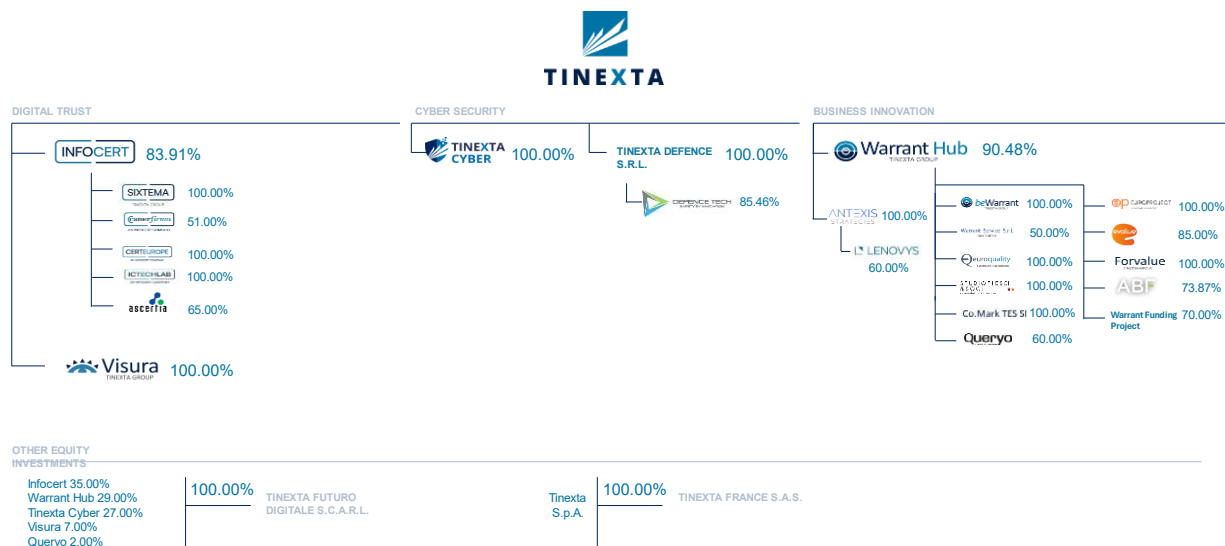 TINEXTA
DIGITAL TRUST
INFOCERT 83.91%
SIXTEMA 100.00%
TINEXTA GROUP
camerfirma 51.00%
CERTEUROPE 100.00%
ICTECHLAB 100.00%
ascertia 65.00%
Visura 100.00%
TINEXTA GROUP
CYBER SECURITY
TINEXTA
CYBER 100.00%
TINEXTA DEFENCE
S.R.L. 100.00%
DEFENCE TECH 85.46%
BUSINESS INNOVATION
Warrant Hub 90.48%
TINEXTA GROUP
ANTEXIS
STRATEGIES 100.00%
LENOVYS
60.00%
beWarrant 100.00%
Warrant Service S.r.l. 50.00%
euroquality 100.00%
100.00%
Co.Mark TES Sl 100.00%
Queryo 60.00%
EUROPROJECT 100.00%
evalue 85.00%
Forvalue 100.00%
ABF 73.87%
Warrant Funding
Project 70.00%
OTHER EQUITY
INVESTMENTS
Infocert 35.00%
Warrant Hub 29.00%
Tinexta Cyber 27.00%
Visura 7.00%
Queryo 2.00%
100.00%
TINEXTA FUTURO
DIGITALE S.C.A.R.L.
Tinexta
S.p.A.
100.00%
TINEXTA FRANCE S.A.S.